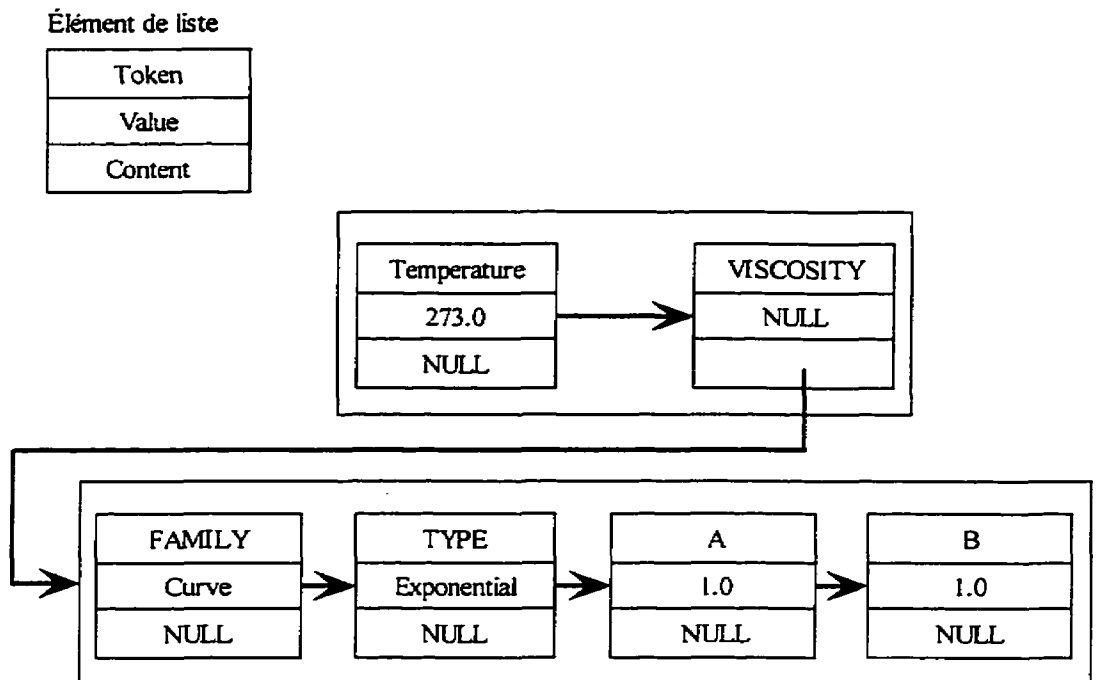 Élément de liste
Token
Value
Content
Temperature
273.0
NULL
VISCOSITY
NULL
FAMILY
Curve
NULL
TYPE
Exponential
NULL
A
1.0
NULL
B
1.0
NULL